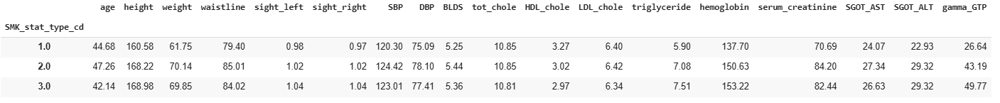 age height weight waistline sight_left sight_right SBP DBP BLDS tot_chole HDL_chole LDL_chole triglyceride hemoglobin serum_creatinine SGOT_AST SGOT_ALT gamma_GTP
SMK_stat_type_cd
1.0 44.68 160.58 61.75 79.40 0.98 0.97 120.30 75.09 5.25 10.85 3.27 6.40 5.90 137.70 70.69 24.07 22.93 26.64
2.0 47.26 168.22 70.14 85.01 1.02 1.02 124.42 78.10 5.44 10.85 3.02 6.42 7.08 150.63 84.20 27.34 29.32 43.19
3.0 42.14 168.98 69.85 84.02 1.04 1.04 123.01 77.41 5.36 10.81 2.97 6.34 7.51 153.22 82.44 26.63 29.32 49.77